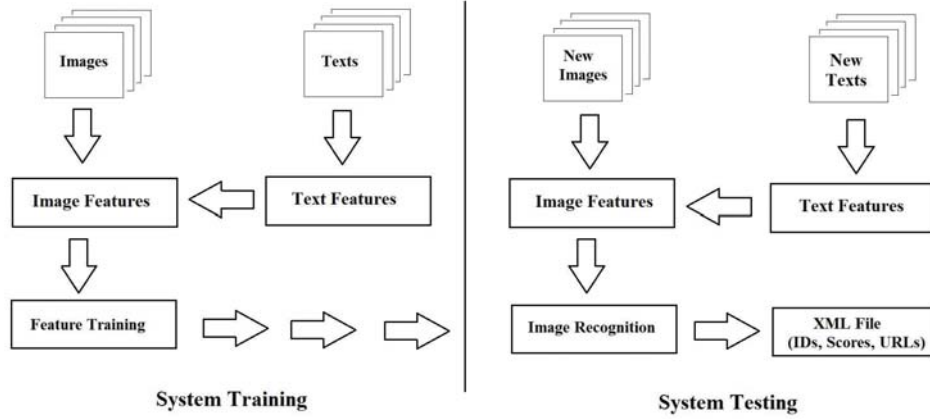 Images
Texts
Image Features
Text Features
Feature Training
System Training
New
Images
New
Texts
Image Features
Text Features
Image Recognition
XML File
(IDs, Scores, URLs)
System Testing